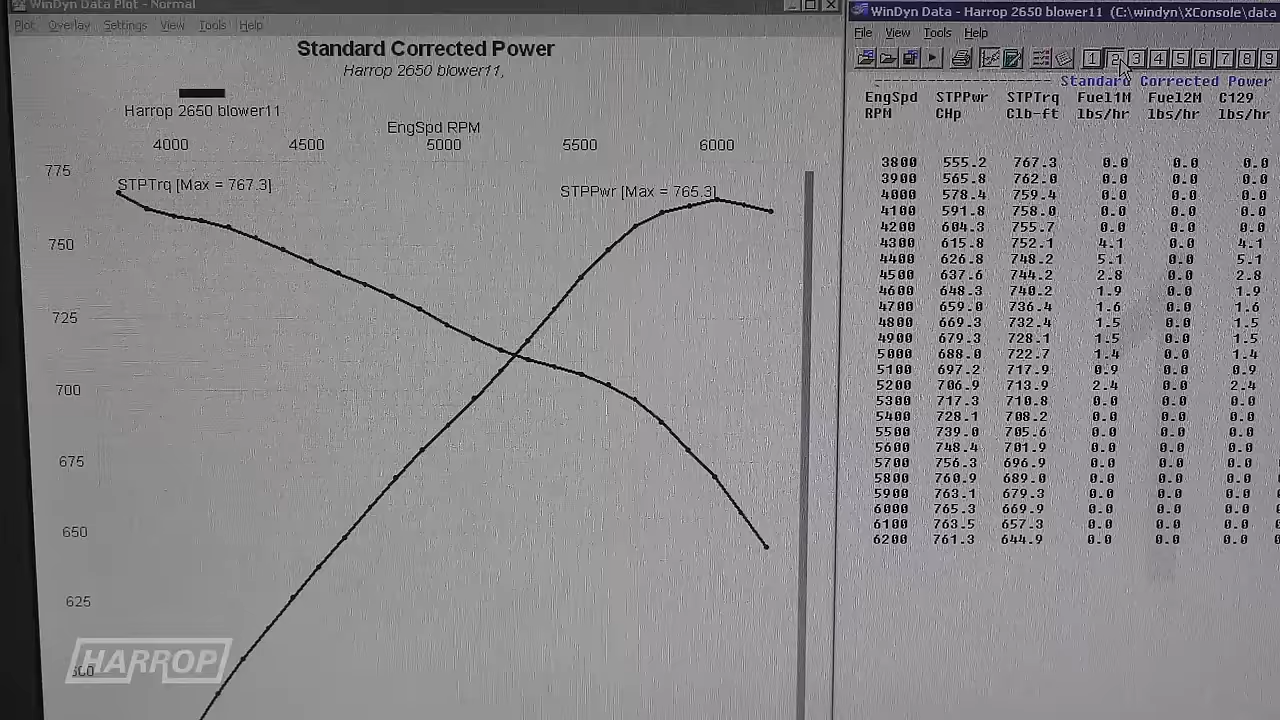 WinDyn Data Plot - Normal
Plot Overlay Settings View Tools Help
Standard Corrected Power
Harrop 2650 blower11,
Harrop 2650 blower11
EngSpd RPM
4000 4500 5000 5500 6000
775
STPTrq [Max = 767.3]
STPPwr [Max = 765.3]
750
725
700
675
650
625
600
HARROP
WinDyn Data - Harrop 2650 blower11 (C:\windyn\XConsole\data
File View Tools Help
1 2 3 4 5 6 7 8 9
Standard Corrected Power
EngSpd STPPwr STPTrq Fuel1M Fuel2M C129
RPM CHp Clb-ft lbs/hr lbs/hr lbs/hr
3800 555.2 767.3 0.0 0.0 0.0
3900 565.8 762.0 0.0 0.0 0.0
4000 578.4 759.4 0.0 0.0 0.0
4100 591.8 758.0 0.0 0.0 0.0
4200 604.3 755.7 0.0 0.0 0.0
4300 615.8 752.1 4.1 0.0 4.1
4400 626.8 748.2 5.1 0.0 5.1
4500 637.6 744.2 2.8 0.0 2.8
4600 648.3 740.2 1.9 0.0 1.9
4700 659.0 736.4 1.6 0.0 1.6
4800 669.3 732.4 1.5 0.0 1.5
4900 679.3 728.1 1.5 0.0 1.5
5000 688.0 722.7 1.4 0.0 1.4
5100 697.2 717.9 0.9 0.0 0.9
5200 706.9 713.9 2.4 0.0 2.4
5300 717.3 710.8 0.0 0.0 0.0
5400 728.1 708.2 0.0 0.0 0.0
5500 739.0 705.6 0.0 0.0 0.0
5600 748.4 701.9 0.0 0.0 0.0
5700 756.3 696.9 0.0 0.0 0.0
5800 760.9 689.0 0.0 0.0 0.0
5900 763.1 679.3 0.0 0.0 0.0
6000 765.3 669.9 0.0 0.0 0.0
6100 763.5 657.3 0.0 0.0 0.0
6200 761.3 644.9 0.0 0.0 0.0